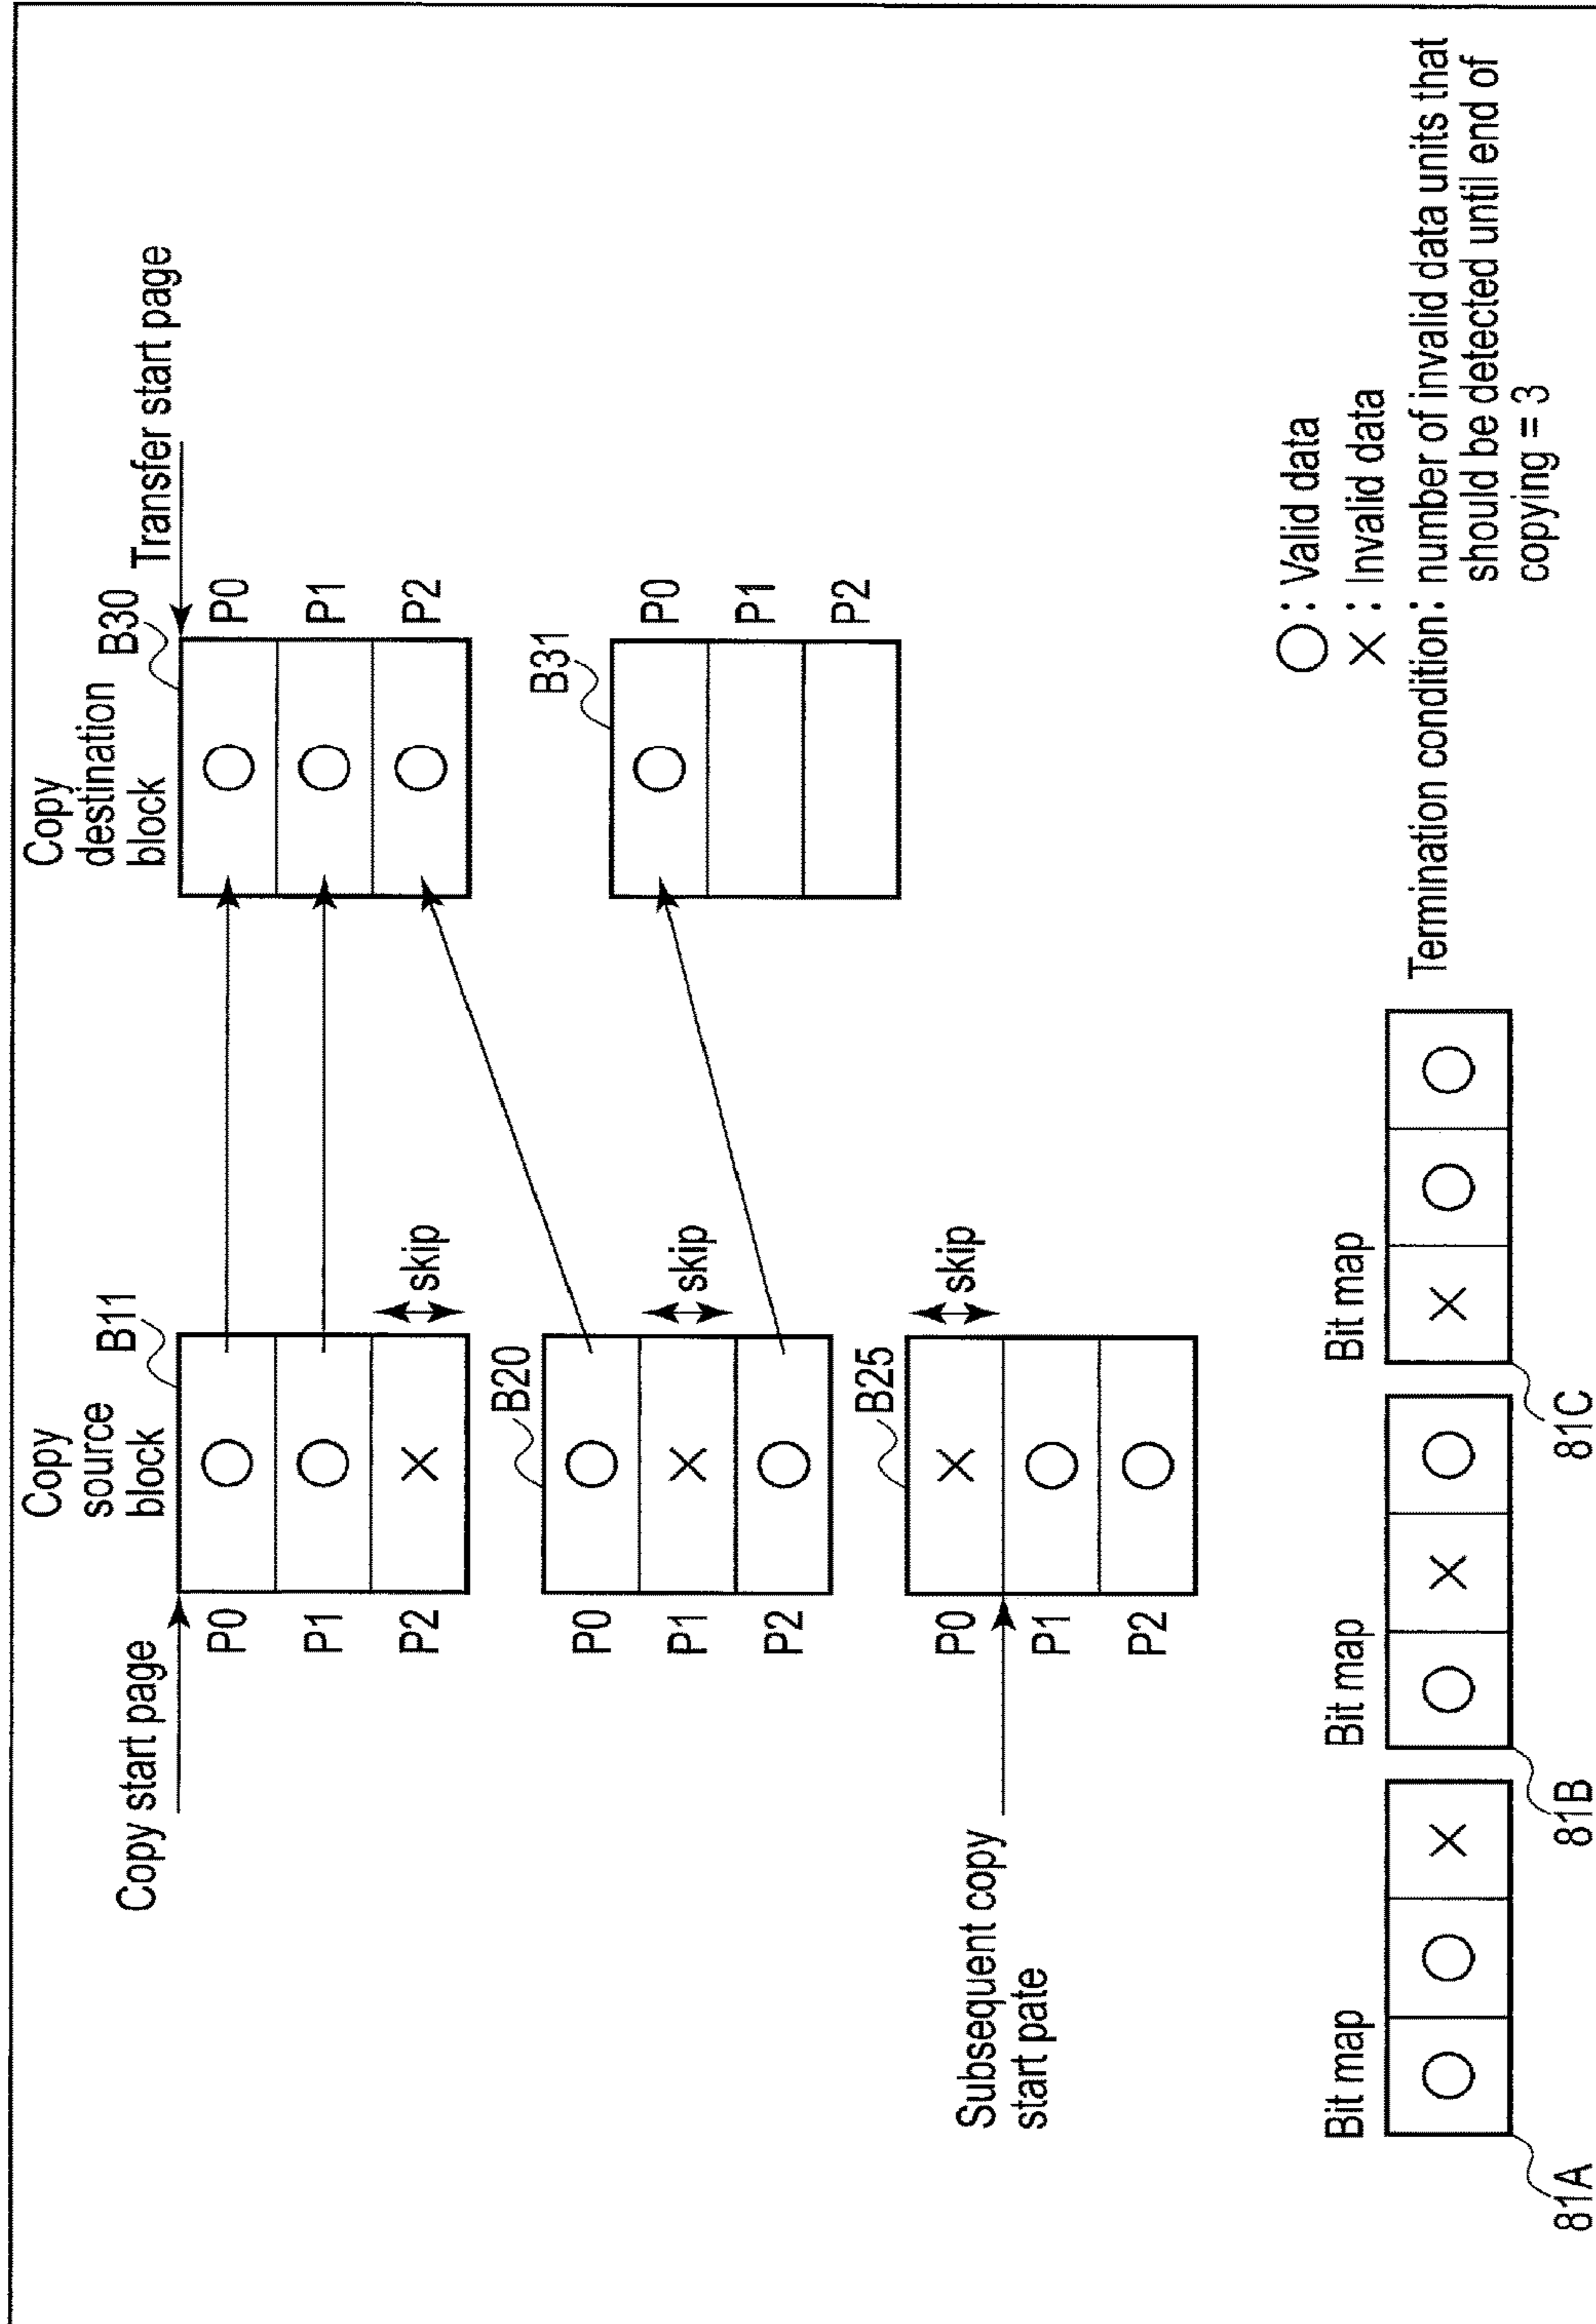 Copy
source
block
Copy
destination
block
Copy start page
B11
B30
Transfer start page
P0
P1
P2
skip
P0
P1
P2
B20
P0
P1
P2
skip
B31
P0
P1
P2
B25
P0
P1
P2
skip
Subsequent copy
start pate
Bit map
Bit map
Bit map
81A
81B
81C
: Valid data
: Invalid data
Termination condition: number of invalid data units that
should be detected until end of
copying = 3